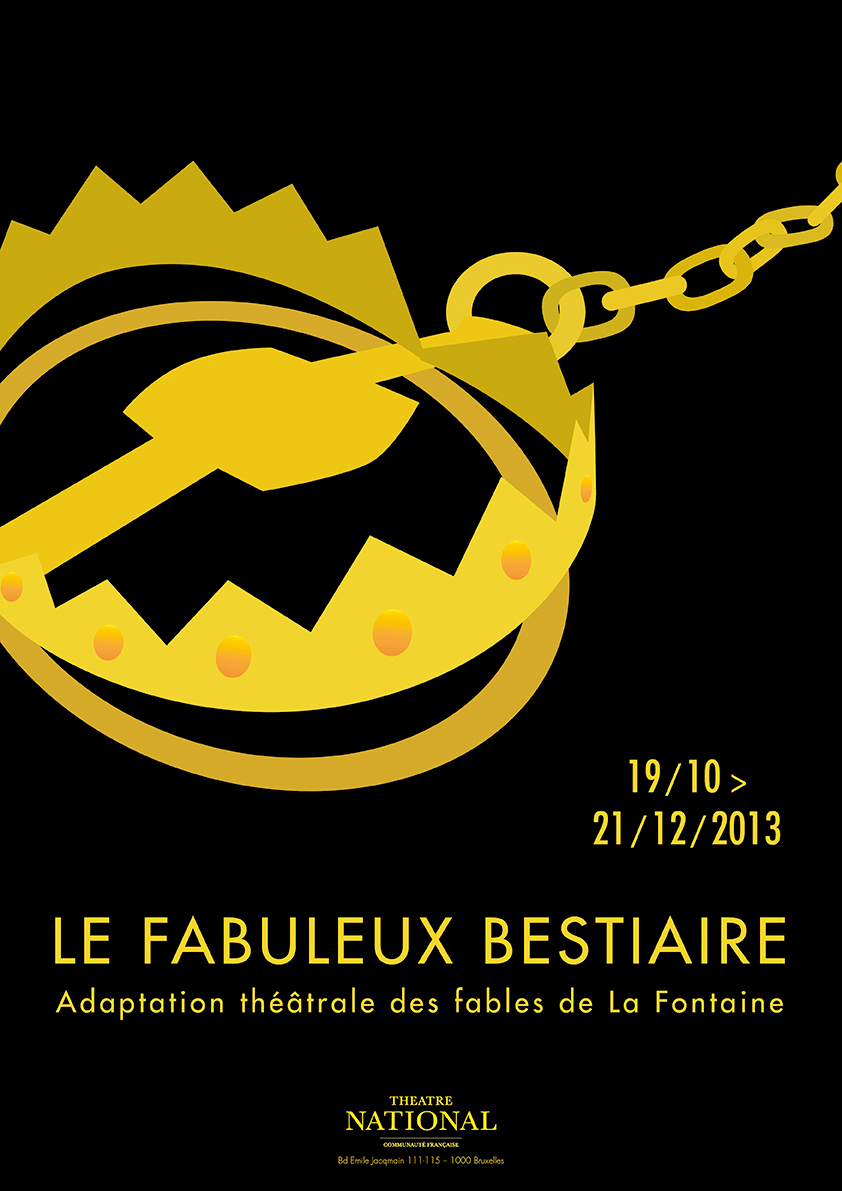 19/10 >
21/12/2013
LE FABULEUX BESTIAIRE
Adaptation théâtrale des fables de La Fontaine
THEATRE
NATIONAL
COMMUNAUTÉ FRANÇAISE
Bd Emile Jacqmain 111-115 – 1000 Bruxelles